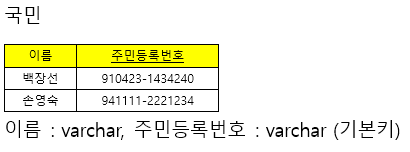 국민
이름 주민등록번호
백장선 910423-1434240
손영숙 941111-2221234
이름 : varchar, 주민등록번호 : varchar (기본키)